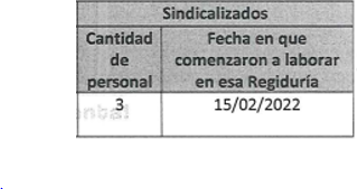 Sindicalizados
Cantidad de personal
Fecha en que comenzaron a laborar en esa Regiduría
3
15/02/2022